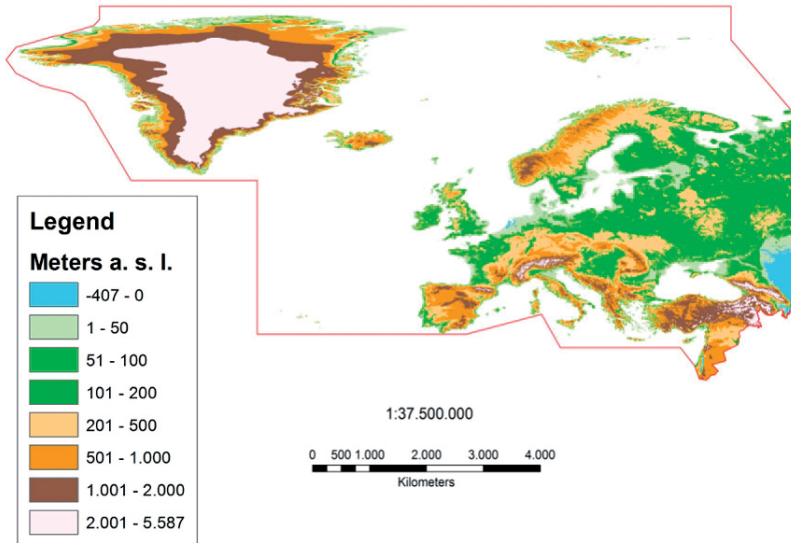 Legend
Meters a. s. l.
-407 - 0
1 - 50
51 - 100
101 - 200
201 - 500
501 - 1.000
1.001 - 2.000
2.001 - 5.587
1:37.500.000
0 500 1.000 2.000 3.000 4.000
Kilometers